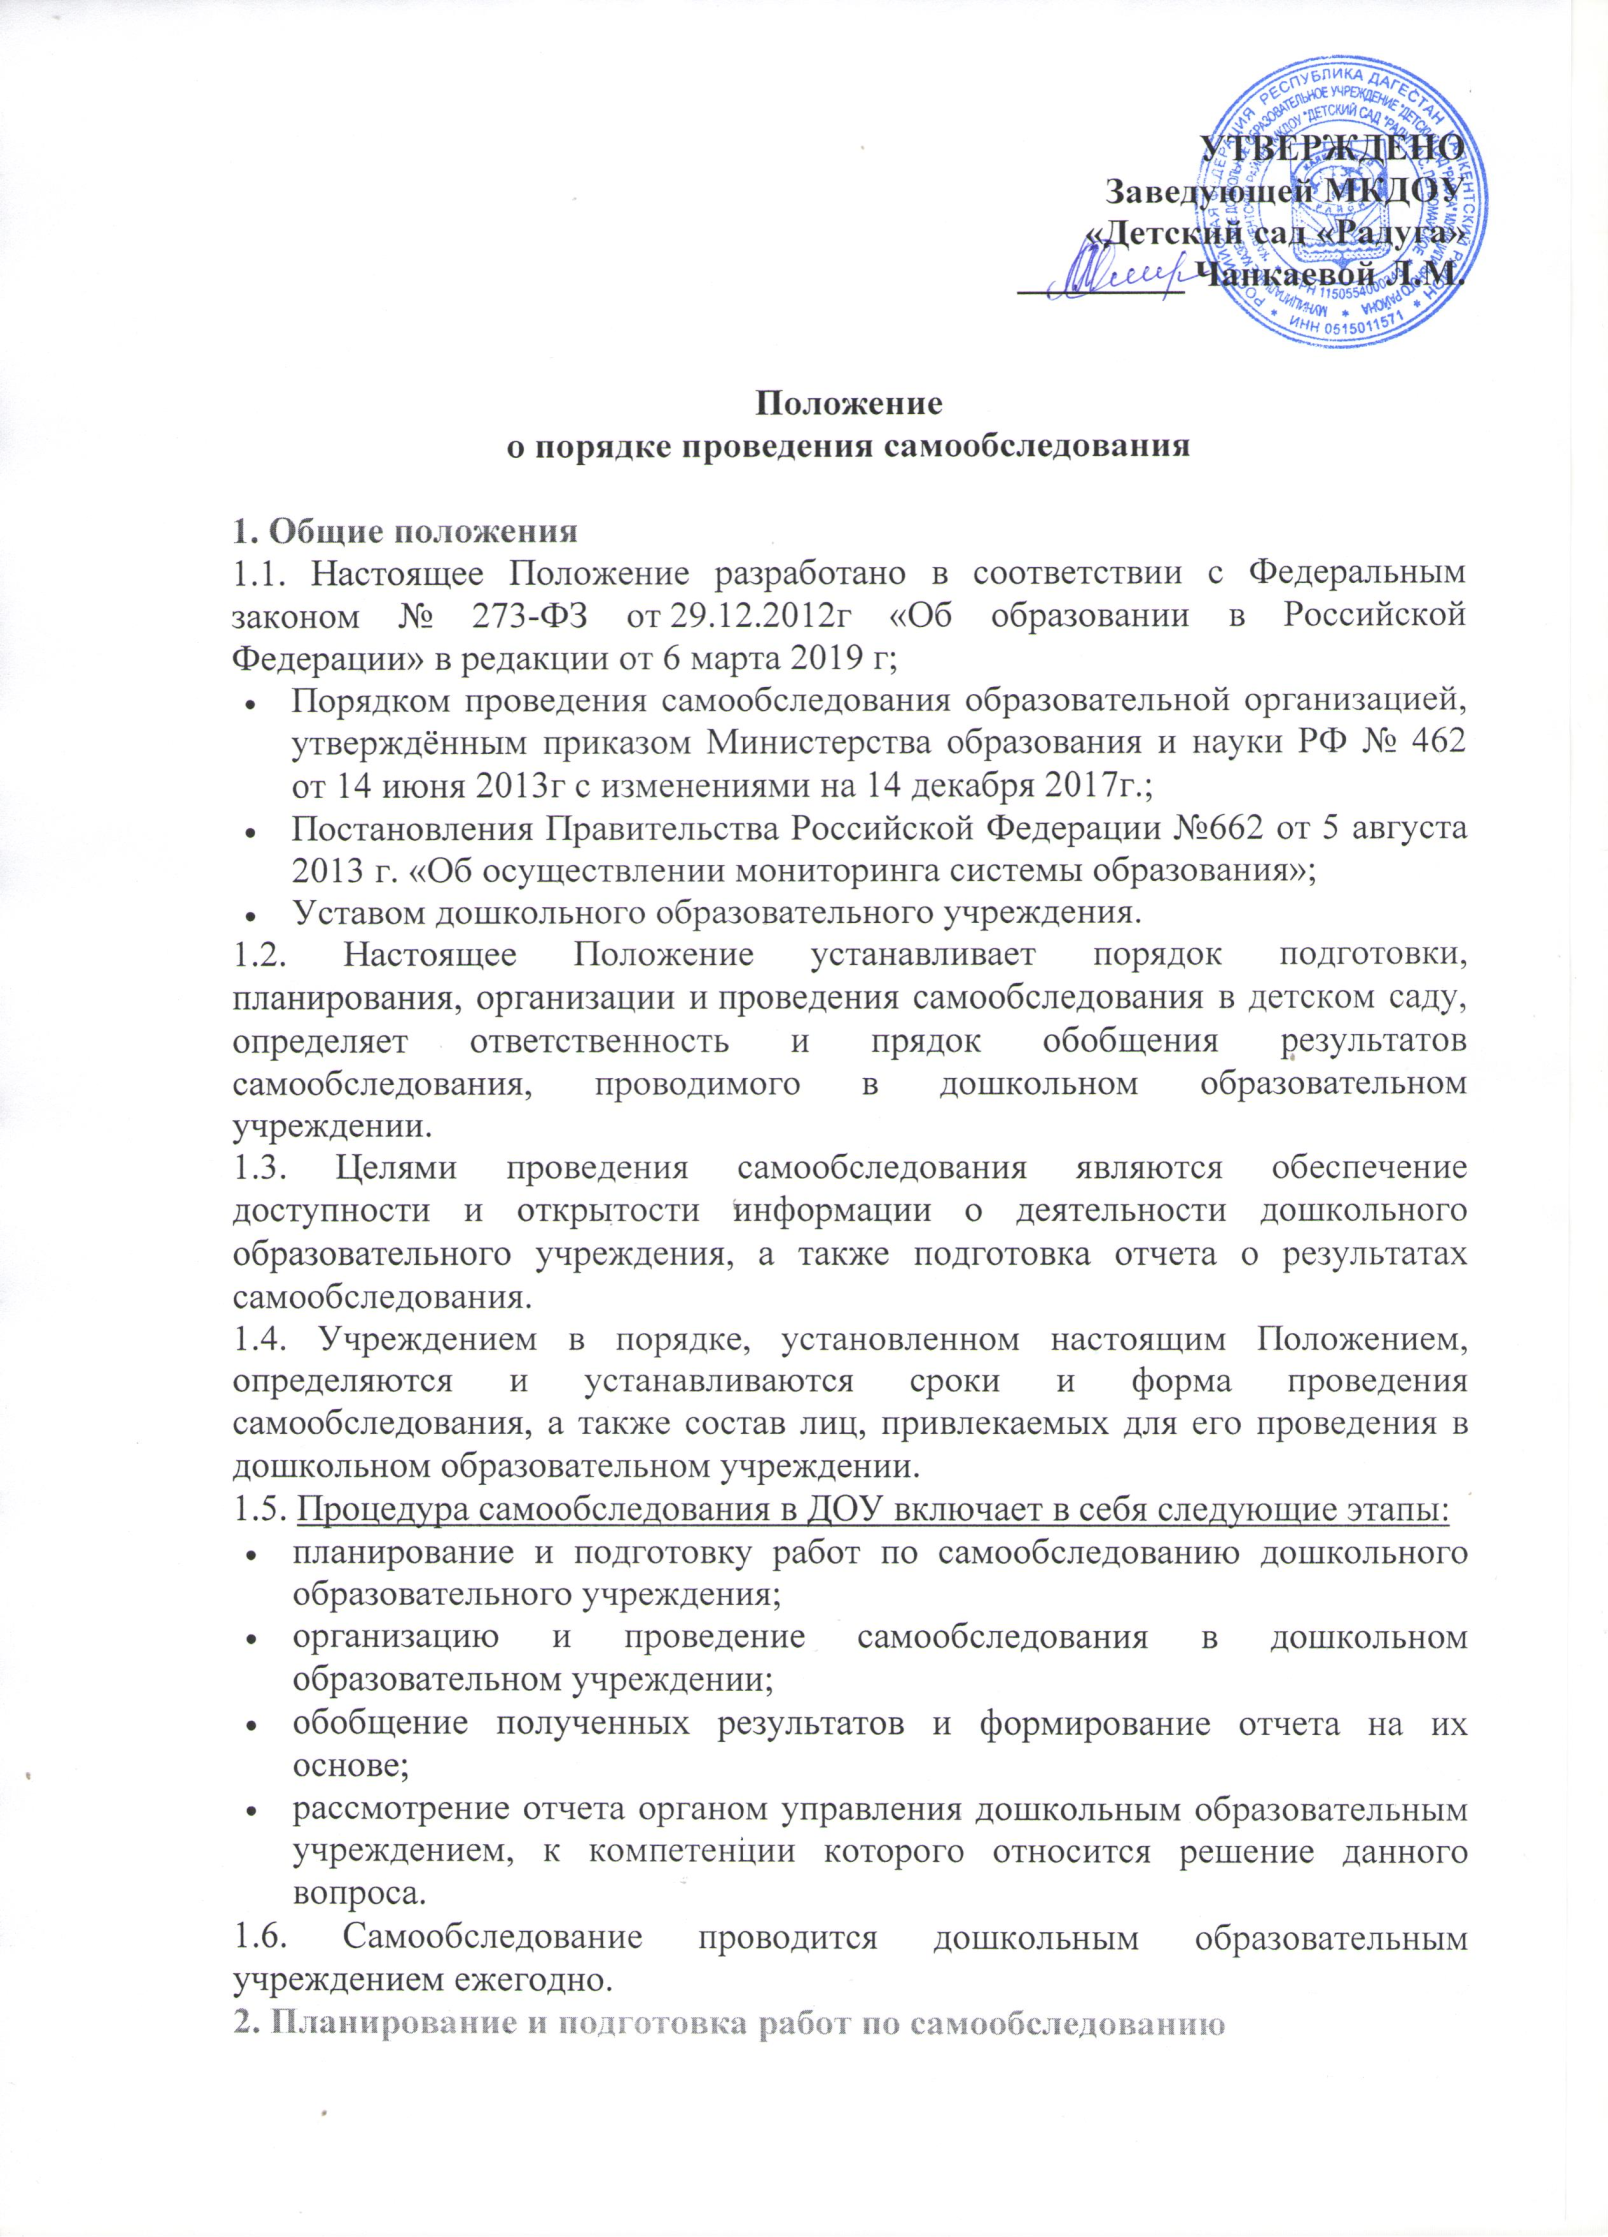 УТВЕРЖДЕНО
Заведующей МКДОУ
«Детский сад «Радуга»
__________ Чанкаевой Л.М.
РОССИЙСКАЯ ФЕДЕРАЦИЯ РЕСПУБЛИКА ДАГЕСТАН КАЯКЕНТСКИЙ РАЙОН
ИНН 0515011571
Положение
о порядке проведения самообследования
1. Общие положения
1.1. Настоящее Положение разработано в соответствии с Федеральным
законом № 273-ФЗ от 29.12.2012г «Об образовании в Российской
Федерации» в редакции от 6 марта 2019 г;
• Порядком проведения самообследования образовательной организацией,
утверждённым приказом Министерства образования и науки РФ № 462
от 14 июня 2013г с изменениями на 14 декабря 2017г.;
• Постановления Правительства Российской Федерации №662 от 5 августа
2013 г. «Об осуществлении мониторинга системы образования»;
• Уставом дошкольного образовательного учреждения.
1.2. Настоящее Положение устанавливает порядок подготовки,
планирования, организации и проведения самообследования в детском саду,
определяет ответственность и прядок обобщения результатов
самообследования, проводимого в дошкольном образовательном
учреждении.
1.3. Целями проведения самообследования являются обеспечение
доступности и открытости информации о деятельности дошкольного
образовательного учреждения, а также подготовка отчета о результатах
самообследования.
1.4. Учреждением в порядке, установленном настоящим Положением,
определяются и устанавливаются сроки и форма проведения
самообследования, а также состав лиц, привлекаемых для его проведения в
дошкольном образовательном учреждении.
1.5. Процедура самообследования в ДОУ включает в себя следующие этапы:
• планирование и подготовку работ по самообследованию дошкольного
образовательного учреждения;
• организацию и проведение самообследования в дошкольном
образовательном учреждении;
• обобщение полученных результатов и формирование отчета на их
основе;
• рассмотрение отчета органом управления дошкольным образовательным
учреждением, к компетенции которого относится решение данного
вопроса.
1.6. Самообследование проводится дошкольным образовательным
учреждением ежегодно.
2. Планирование и подготовка работ по самообследованию